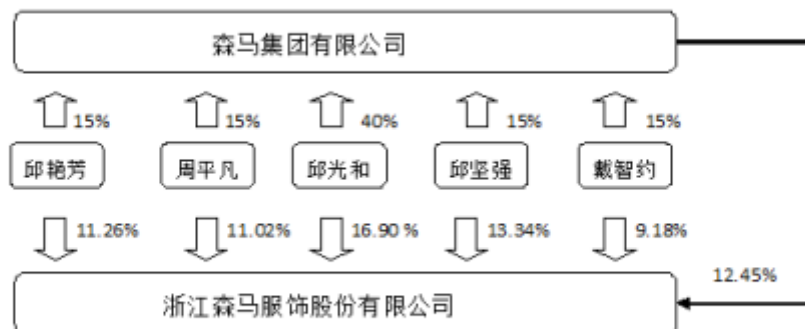 森马集团有限公司
15% 15% 40% 15% 15%
邱艳芳 周平凡 邱光和 邱坚强 戴智约
11.26% 11.02% 16.90 % 13.34% 9.18%
12.45%
浙江森马服饰股份有限公司